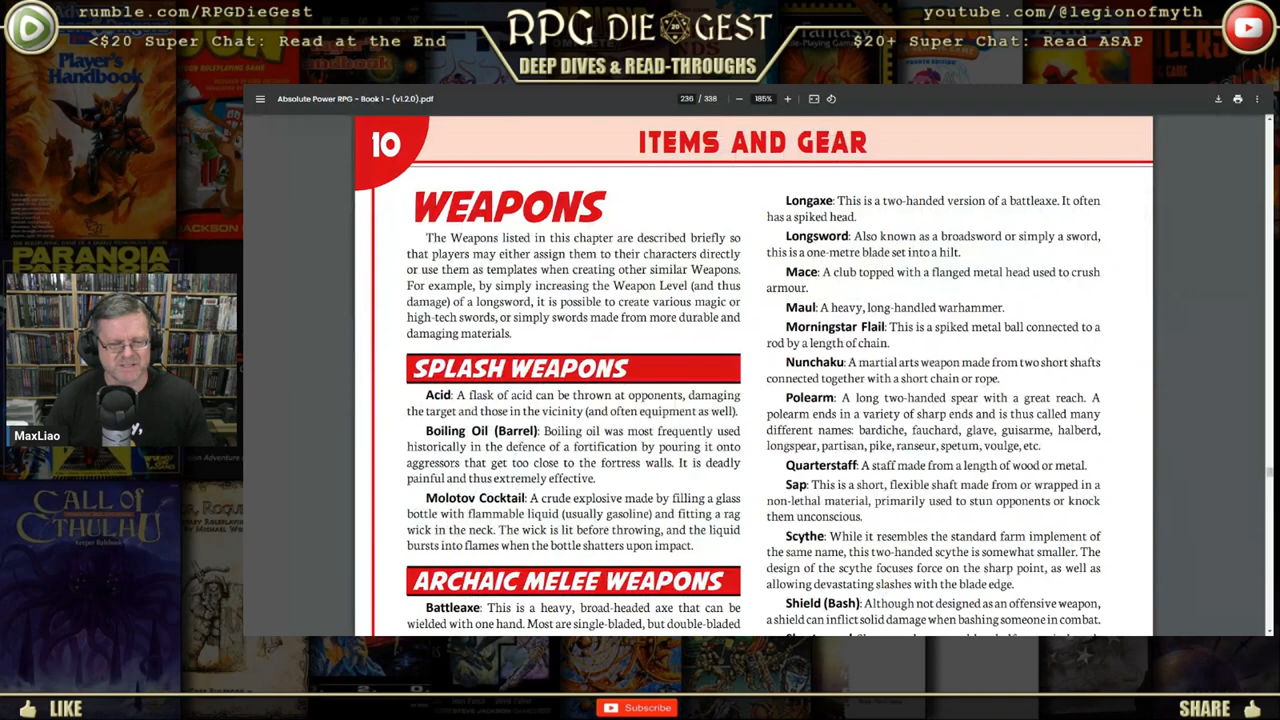 rumble.com/RPGDieGest
<$20 Super Chat: Read at the End
RPG DIE GEST
20
DEEP DIVES & READ-THROUGHS
youtube.com/@legionofmyth
$20+ Super Chat: Read ASAP
Player's
Handbook
PARANOIA
CALL OF
CTHULHU
MaxLiao
Absolute Power RPG – Book 1 – (v1.2.0).pdf
236 / 338
185%
10
ITEMS AND GEAR
WEAPONS
The Weapons listed in this chapter are described briefly so
that players may either assign them to their characters directly
or use them as templates when creating other similar Weapons.
For example, by simply increasing the Weapon Level (and thus
damage) of a longsword, it is possible to create various magic or
high-tech swords, or simply swords made from more durable and
damaging materials.
SPLASH WEAPONS
Acid: A flask of acid can be thrown at opponents, damaging
the target and those in the vicinity (and often equipment as well).
Boiling Oil (Barrel): Boiling oil was most frequently used
historically in the defence of a fortification by pouring it onto
aggressors that get too close to the fortress walls. It is deadly
painful and thus extremely effective.
Molotov Cocktail: A crude explosive made by filling a glass
bottle with flammable liquid (usually gasoline) and fitting a rag
wick in the neck. The wick is lit before throwing, and the liquid
bursts into flames when the bottle shatters upon impact.
ARCHAIC MELEE WEAPONS
Battleaxe: This is a heavy, broad-headed axe that can be
wielded with one hand. Most are single-bladed, but double-bladed
Longaxe: This is a two-handed version of a battleaxe. It often
has a spiked head.
Longsword: Also known as a broadsword or simply a sword,
this is a one-metre blade set into a hilt.
Mace: A club topped with a flanged metal head used to crush
armour.
Maul: A heavy, long-handled warhammer.
Morningstar Flail: This is a spiked metal ball connected to a
rod by a length of chain.
Nunchaku: A martial arts weapon made from two short shafts
connected together with a short chain or rope.
Polearm: A long two-handed spear with a great reach. A
polearm ends in a variety of sharp ends and is thus called many
different names: bardiche, fauchard, glave, guisarme, halberd,
longspear, partisan, pike, ranseur, spetum, voulge, etc.
Quarterstaff: A staff made from a length of wood or metal.
Sap: This is a short, flexible shaft made from or wrapped in a
non-lethal material, primarily used to stun opponents or knock
them unconscious.
Scythe: While it resembles the standard farm implement of
the same name, this two-handed scythe is somewhat smaller. The
design of the scythe focuses force on the sharp point, as well as
allowing devastating slashes with the blade edge.
Shield (Bash): Although not designed as an offensive weapon,
a shield can inflict solid damage when bashing someone in combat.
LIKE
Subscribe
SHARE